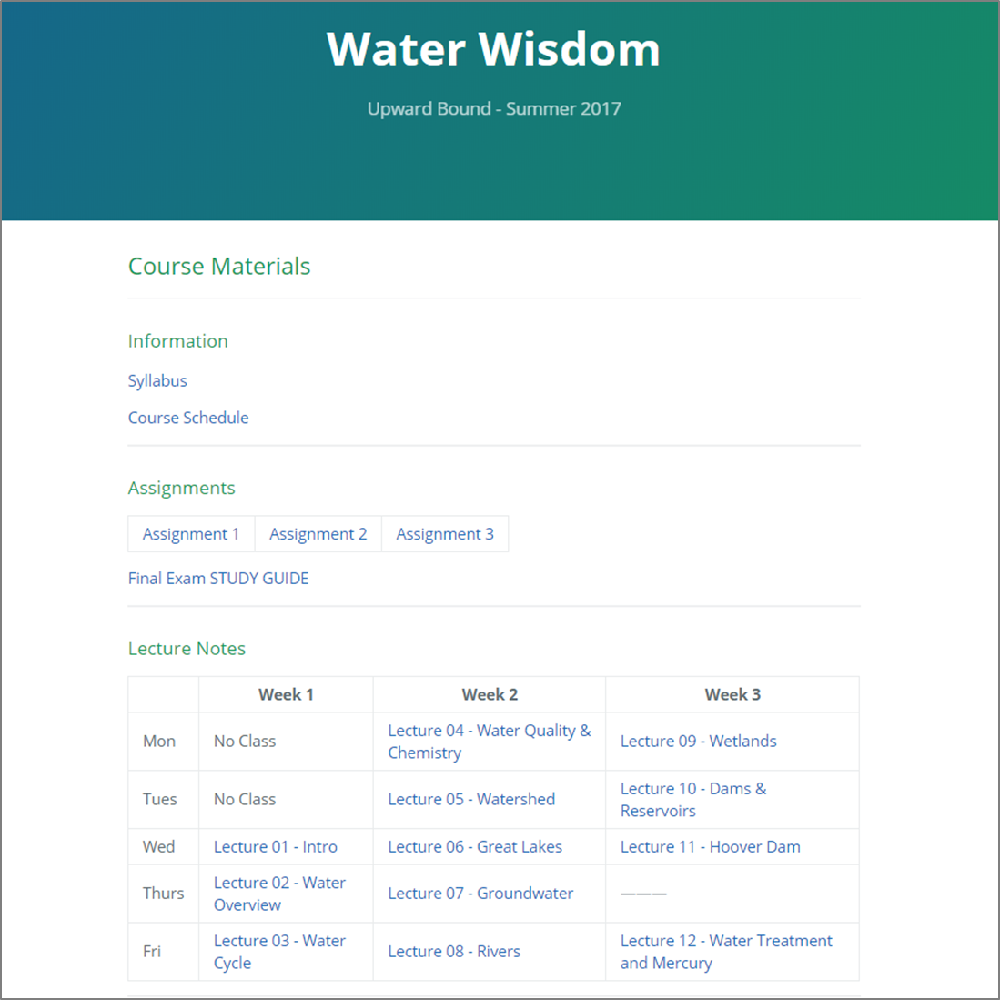 Water Wisdom
Upward Bound - Summer 2017
Course Materials
Information
Syllabus
Course Schedule
Assignments
Assignment 1 Assignment 2 Assignment 3
Final Exam STUDY GUIDE
Lecture Notes
Week 1 Week 2 Week 3
Mon No Class Lecture 04 - Water Quality & Chemistry Lecture 09 - Wetlands
Tues No Class Lecture 05 - Watershed Lecture 10 - Dams & Reservoirs
Wed Lecture 01 - Intro Lecture 06 - Great Lakes Lecture 11 - Hoover Dam
Thurs Lecture 02 - Water Overview Lecture 07 - Groundwater ———
Fri Lecture 03 - Water Cycle Lecture 08 - Rivers Lecture 12 - Water Treatment and Mercury